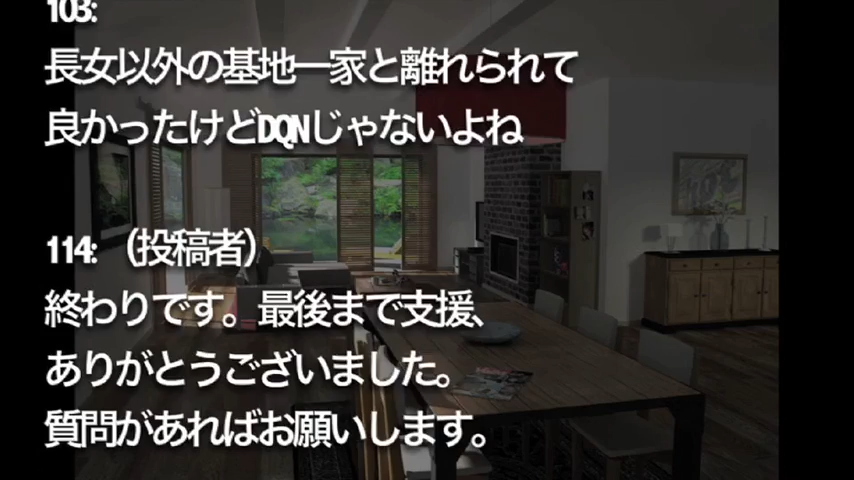 103:
長女以外の基地一家と離れられて
良かったけどDQNじゃないよね
114: （投稿者）
終わりです。最後まで支援、
ありがとうございました。
質問があればお願いします。